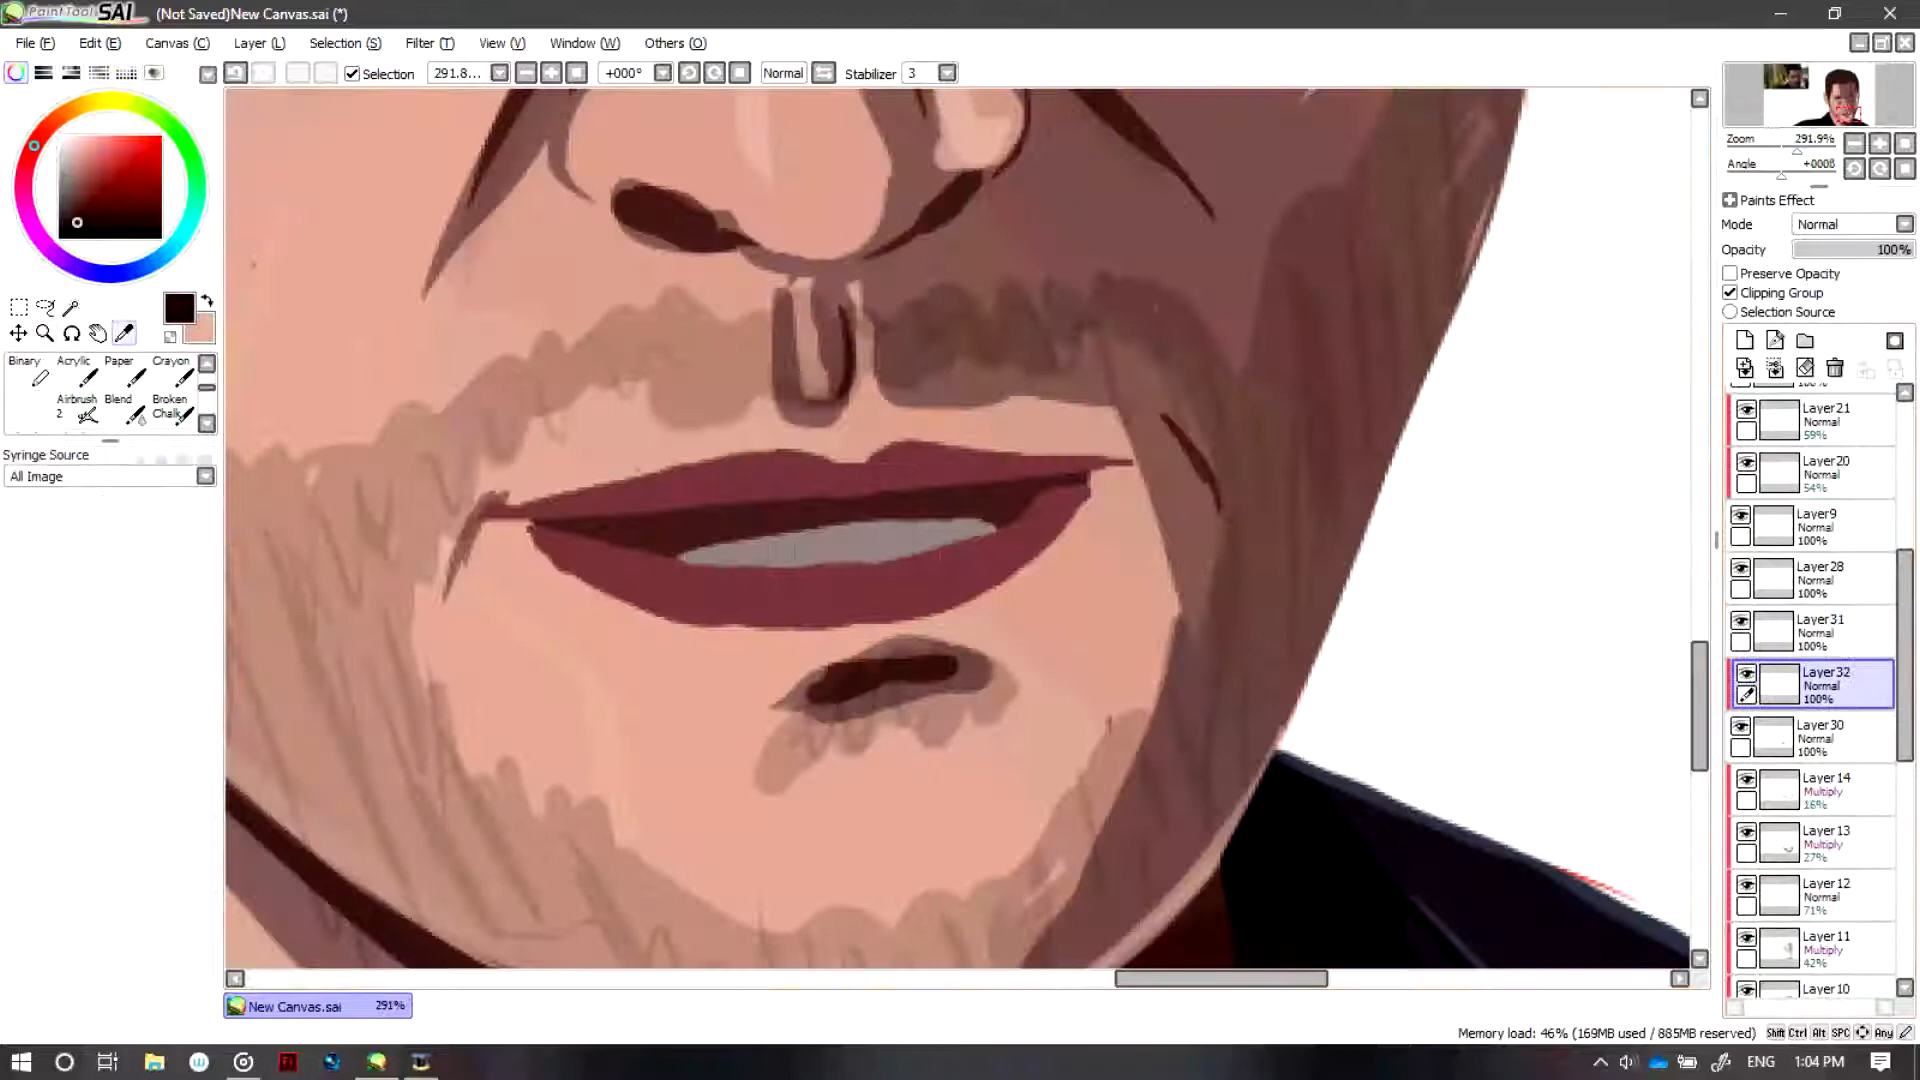 PaintTool SAI (Not Saved)New Canvas.sai (*)
File (F) Edit (E) Canvas (C) Layer (L) Selection (S) Filter (T) View (V) Window (W) Others (O)
Selection 291.8... +000° Normal Stabilizer 3
Zoom 291.9%
Angle +000β
Paints Effect
Mode Normal
Opacity 100%
Preserve Opacity
Clipping Group
Selection Source
Binary Acrylic Paper Crayon
Airbrush 2 Blend Broken Chalk
Syringe Source
All Image
Layer21
Normal
59%
Layer20
Normal
54%
Layer9
Normal
100%
Layer28
Normal
100%
Layer31
Normal
100%
Layer32
Normal
100%
Layer30
Normal
100%
Layer14
Multiply
16%
Layer13
Multiply
27%
Layer12
Normal
71%
Layer11
Multiply
42%
Layer10
New Canvas.sai 291%
Memory load: 46% (169MB used / 885MB reserved) Shift Ctrl Alt SPC Any
ENG 1:04 PM